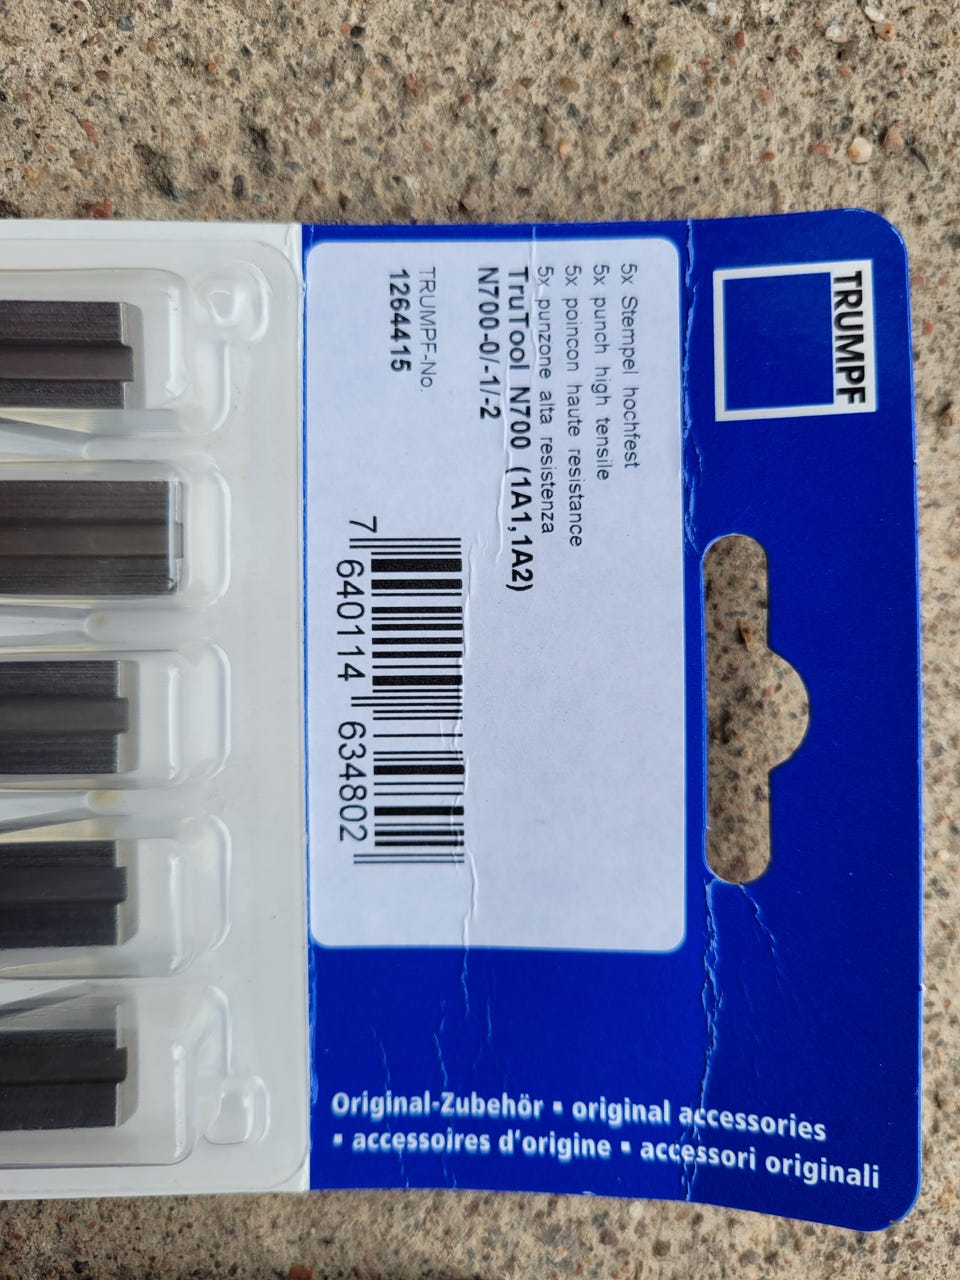 TRUMPF
5x Stempel hochfest
5x punch high tensile
5x poincon haute resistance
5x punzone alta resistenza
TruTool N700 (1A1,1A2)
N700-0/-1/-2
TRUMPF-No.
1264415
7 640114 634802
Original-Zubehör ▪ original accessories
▪ accessoires d'origine ▪ accessori originali